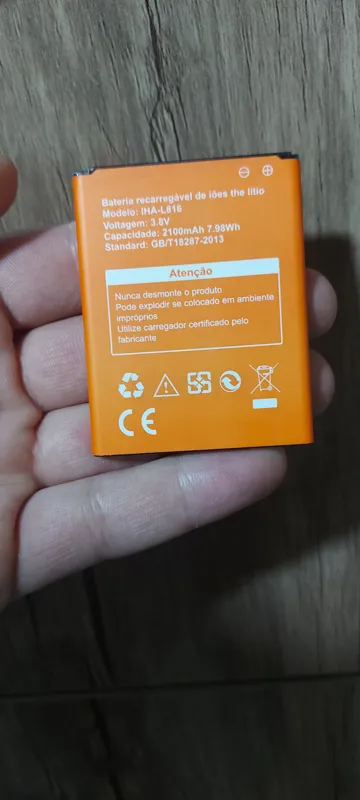 Bateria recarregável de iões the lítio
Modelo: IHA-L816
Voltagem: 3.8V
Capacidade: 2100mAh 7.98Wh
Standard: GB/T18287-2013
Atenção
Nunca desmonte o produto
Pode explodir se colocado em ambiente
impróprios
Utilize carregador certificado pelo
fabricante
CE